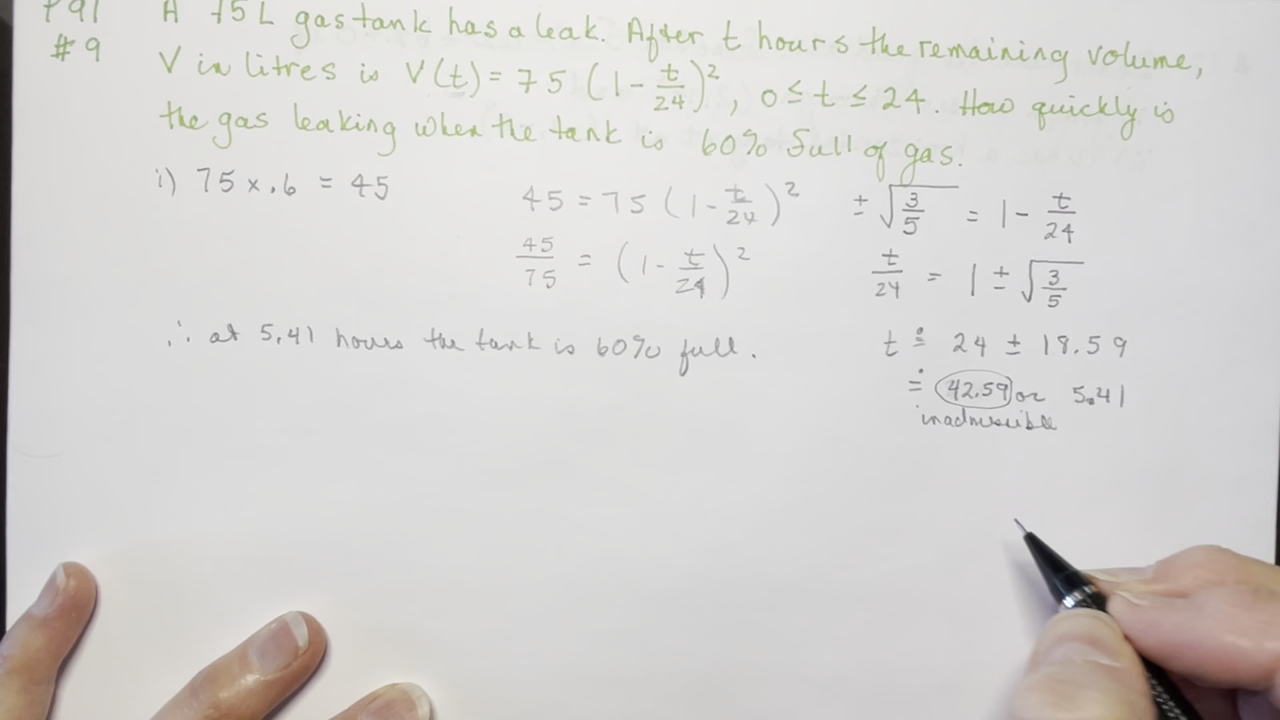 P91 A 75L gas tank has a leak. After t hours the remaining volume,
#9 V in litres is V(t) = 75 (1 - t/24)², 0 ≤ t ≤ 24. How quickly is
the gas leaking when the tank is 60% full of gas.
i) 75 x .6 = 45
45 = 75 (1 - t/24)²
45/75 = (1 - t/24)²
± √(3/5) = 1 - t/24
t/24 = 1 ± √(3/5)
t ≐ 24 ± 18.59
≐ 42.59 or 5.41
inadmissible
∴ at 5.41 hours the tank is 60% full.